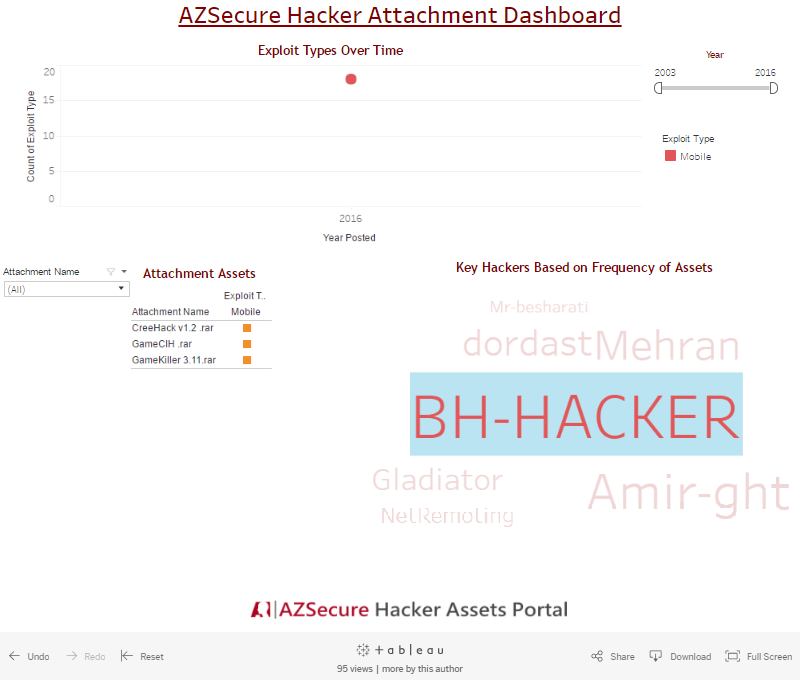 AZSecure Hacker Attachment Dashboard
Exploit Types Over Time
Year
2003 2016
20
15
10
5
0
Count of Exploit Type
2016
Year Posted
Exploit Type
Mobile
Attachment Name
(All)
Attachment Assets
Exploit T..
Attachment Name Mobile
CreeHack v1.2 .rar
GameCIH .rar
GameKiller 3.11.rar
Key Hackers Based on Frequency of Assets
Mr-besharati
dordast Mehran
BH-HACKER
Gladiator
Amir-ght
NetRemoting
AZSecure Hacker Assets Portal
Undo Redo Reset
+ableau
95 views | more by this author
Share Download Full Screen